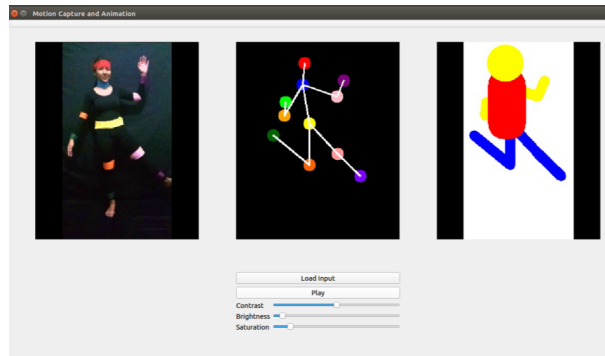 Motion Capture and Animation
Load Input
Play
Contrast
Brightness
Saturation